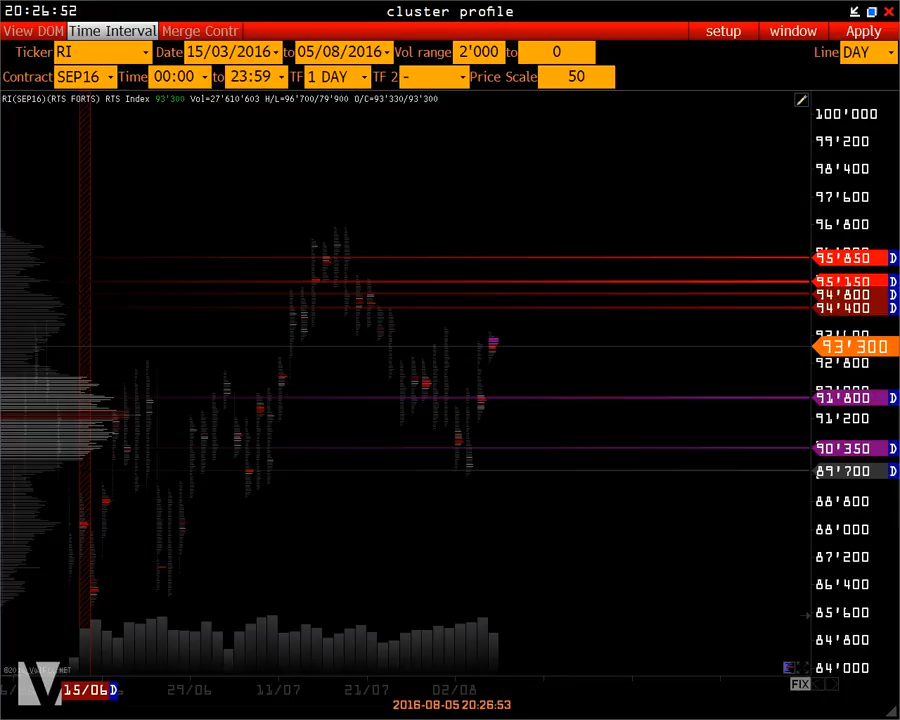 20:26:52 cluster profile
View DOM Time Interval Merge Contr setup window Apply
Ticker RI Date 15/03/2016 to 05/08/2016 Vol range 2'000 to 0 Line DAY
Contract SEP16 Time 00:00 to 23:59 TF 1 DAY TF 2 - Price Scale 50
RI(SEP16)(RTS FORTS) RTS Index 93'300 Vol=27'610'603 H/L=96'700/79'900 O/C=93'330/93'300
100'000
99'200
98'400
97'600
96'800
95'850 D
95'150 D
94'800 D
94'400 D
93'300
92'800
91'800 D
91'200
90'350 D
89'700 D
88'800
88'000
87'200
86'400
85'600
84'800
84'000
FIX
15/06 D 29/06 11/07 21/07 02/08
2016-08-05 20:26:53